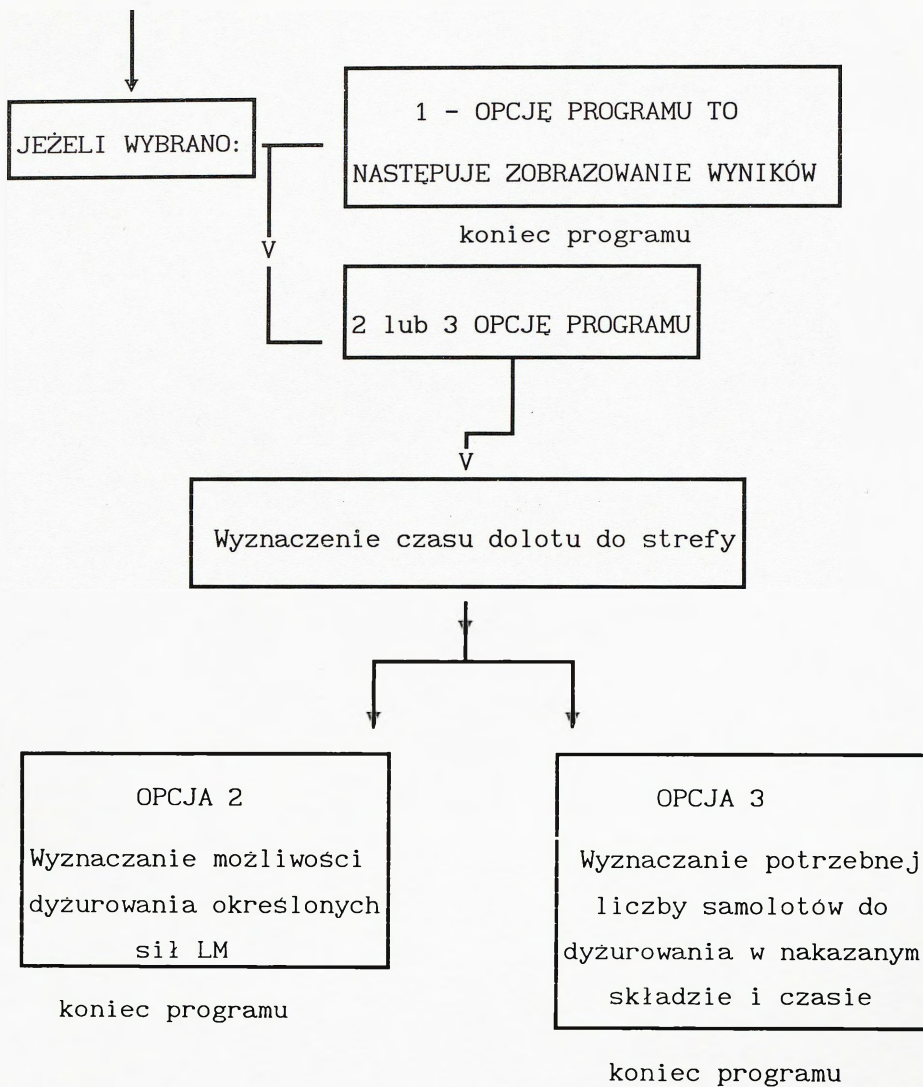 JEŻELI WYBRANO:
1 - OPCJĘ PROGRAMU TO
NASTĘPUJE ZOBRAZOWANIE WYNIKÓW
koniec programu
V
2 lub 3 OPCJĘ PROGRAMU
V
Wyznaczenie czasu dolotu do strefy
OPCJA 2
Wyznaczanie możliwości
dyżurowania określonych
sił LM
koniec programu
OPCJA 3
Wyznaczanie potrzebnej
liczby samolotów do
dyżurowania w nakazanym
składzie i czasie
koniec programu